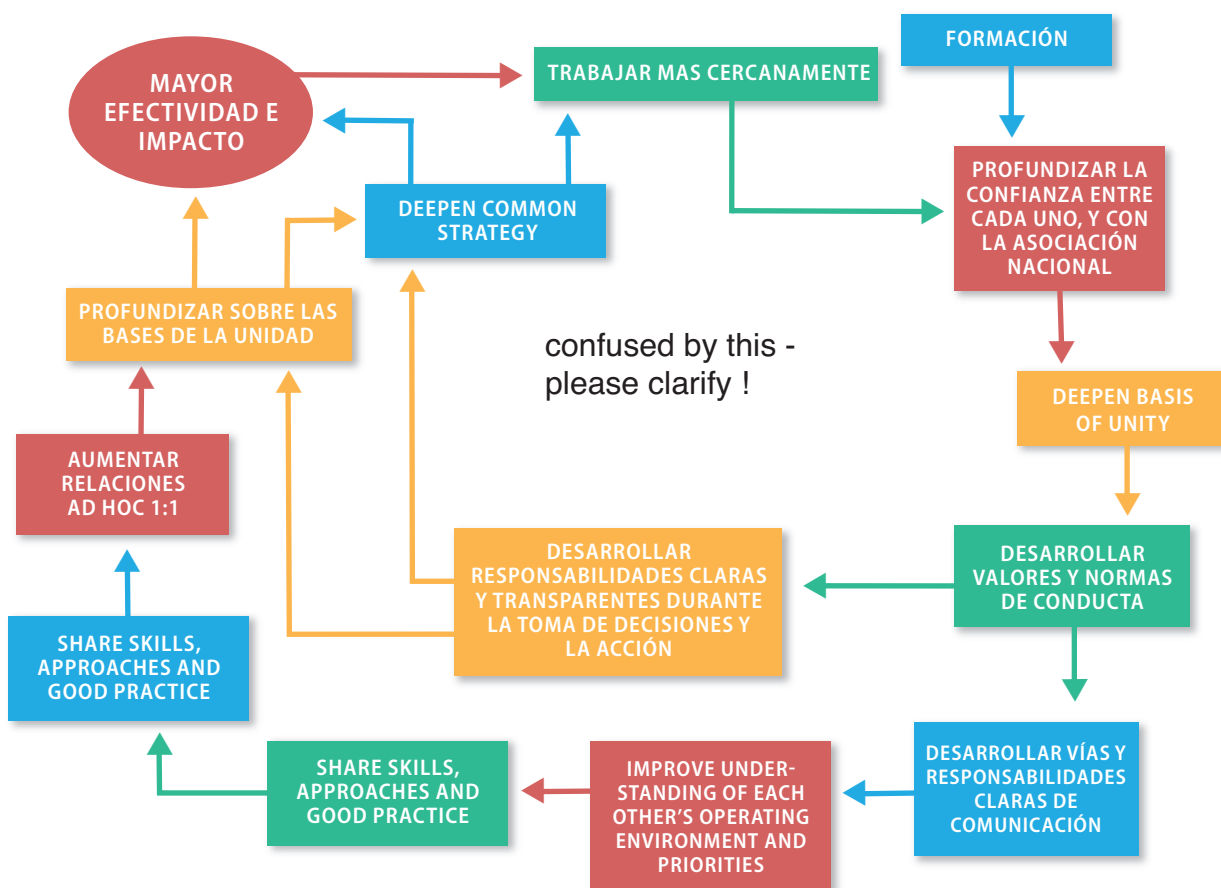 FORMACIÓN
MAYOR
EFECTIVIDAD E
IMPACTO
TRABAJAR MAS CERCANAMENTE
PROFUNDIZAR LA
CONFIANZA ENTRE
CADA UNO, Y CON
LA ASOCIACIÓN
NACIONAL
DEEPEN COMMON
STRATEGY
PROFUNDIZAR SOBRE LAS
BASES DE LA UNIDAD
confused by this -
please clarify !
DEEPEN BASIS
OF UNITY
AUMENTAR
RELACIONES
AD HOC 1:1
DESARROLLAR
RESPONSABILIDADES CLARAS
Y TRANSPARENTES DURANTE
LA TOMA DE DECISIONES Y
LA ACCIÓN
DESARROLLAR
VALORES Y NORMAS
DE CONDUCTA
SHARE SKILLS,
APPROACHES AND
GOOD PRACTICE
SHARE SKILLS,
APPROACHES AND
GOOD PRACTICE
IMPROVE UNDER-
STANDING OF EACH
OTHER'S OPERATING
ENVIRONMENT AND
PRIORITIES
DESARROLLAR VÍAS Y
RESPONSABILIDADES
CLARAS DE
COMUNICACIÓN